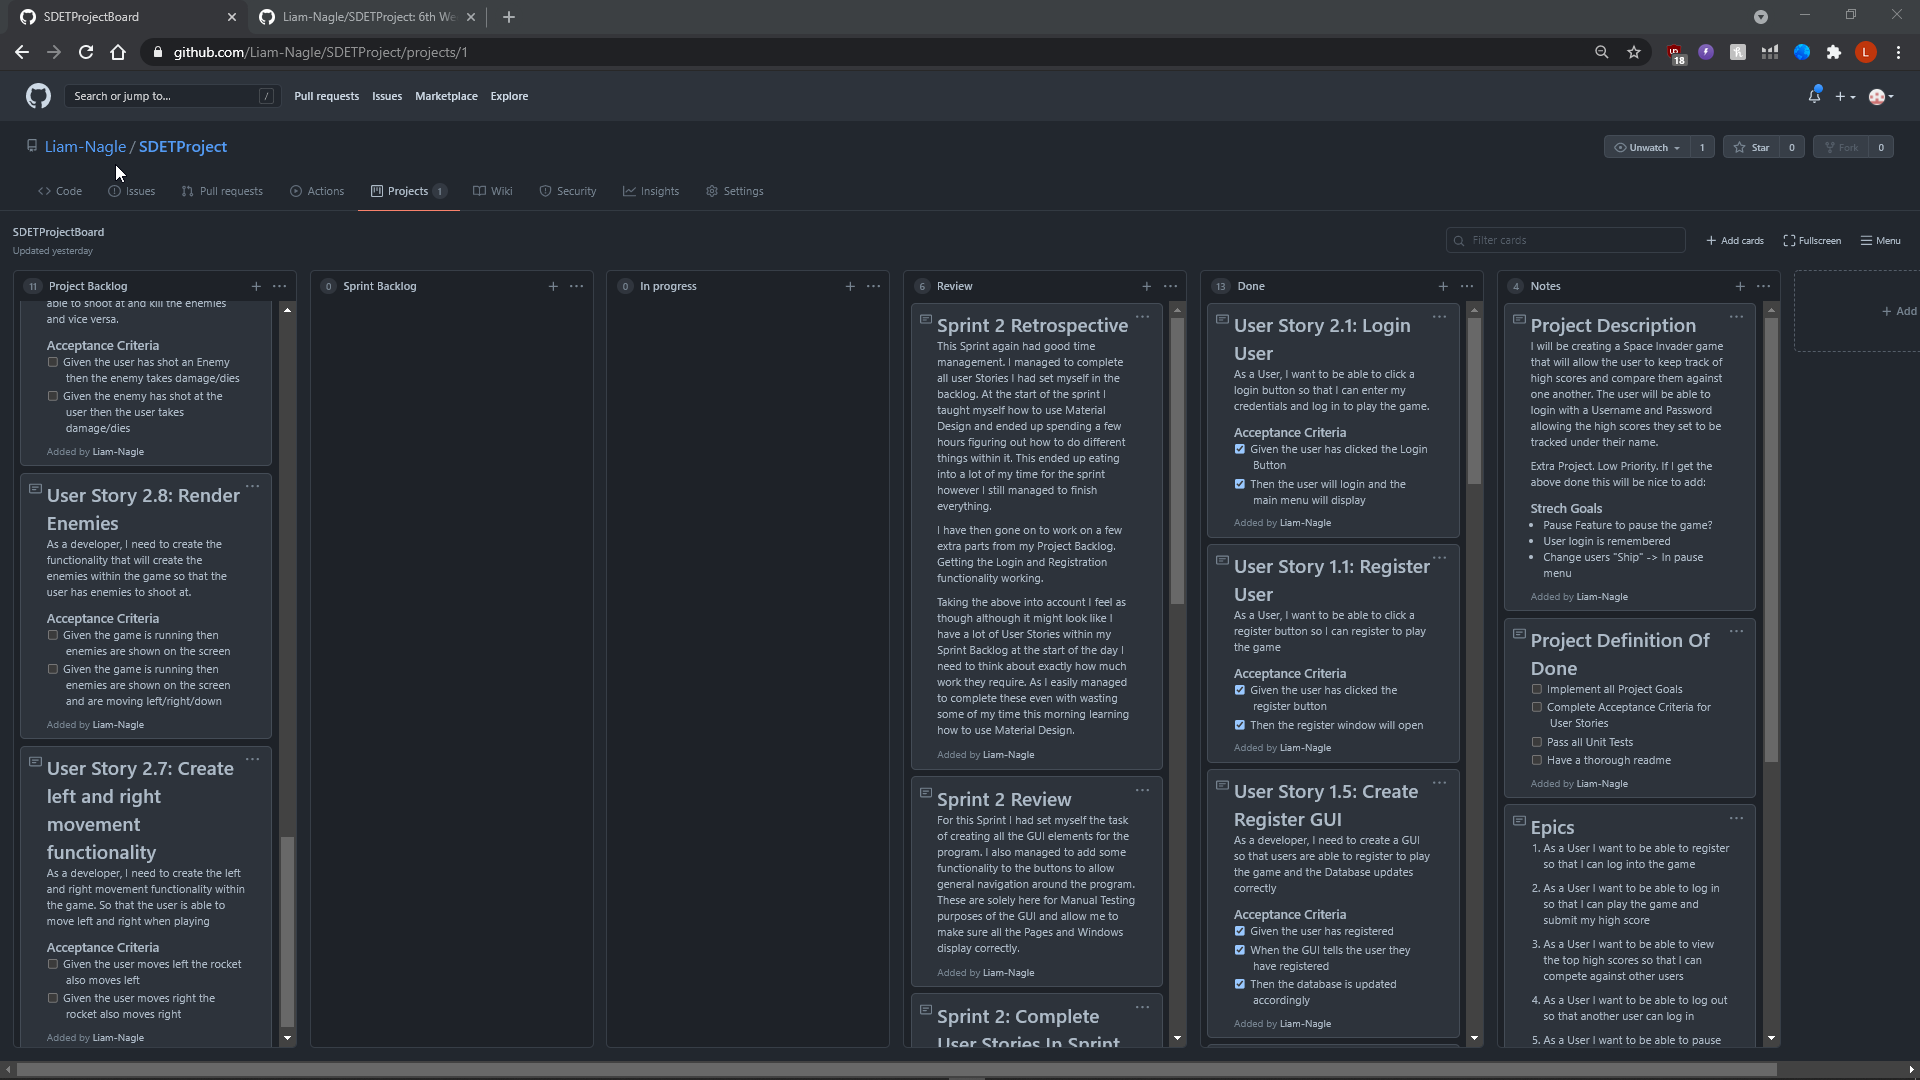 SDETProjectBoard
Liam-Nagle/SDETProject: 6th We
github.com/Liam-Nagle/SDETProject/projects/1
18
L
Search or jump to...
/
Pull requests
Issues
Marketplace
Explore
Liam-Nagle / SDETProject
Unwatch
1
Star
0
Fork
0
Code
Issues
Pull requests
Actions
Projects 1
Wiki
Security
Insights
Settings
SDETProjectBoard
Updated yesterday
Filter cards
Add cards
Fullscreen
Menu
11 Project Backlog
able to shoot at and kill the enemies
and vice versa.
Acceptance Criteria
Given the user has shot an Enemy
then the enemy takes damage/dies
Given the enemy has shot at the
user then the user takes
damage/dies
Added by Liam-Nagle
User Story 2.8: Render
Enemies
As a developer, I need to create the
functionality that will create the
enemies within the game so that the
user has enemies to shoot at.
Acceptance Criteria
Given the game is running then
enemies are shown on the screen
Given the game is running then
enemies are shown on the screen
and are moving left/right/down
Added by Liam-Nagle
User Story 2.7: Create
left and right
movement
functionality
As a developer, I need to create the left
and right movement functionality within
the game. So that the user is able to
move left and right when playing
Acceptance Criteria
Given the user moves left the rocket
also moves left
Given the user moves right the
rocket also moves right
Added by Liam-Nagle
0 Sprint Backlog
0 In progress
6 Review
Sprint 2 Retrospective
This Sprint again had good time
management. I managed to complete
all user Stories I had set myself in the
backlog. At the start of the sprint I
taught myself how to use Material
Design and ended up spending a few
hours figuring out how to do different
things within it. This ended up eating
into a lot of my time for the sprint
however I still managed to finish
everything.
I have then gone on to work on a few
extra parts from my Project Backlog.
Getting the Login and Registration
functionality working.
Taking the above into account I feel as
though although it might look like I
have a lot of User Stories within my
Sprint Backlog at the start of the day I
need to think about exactly how much
work they require. As I easily managed
to complete these even with wasting
some of my time this morning learning
how to use Material Design.
Added by Liam-Nagle
Sprint 2 Review
For this Sprint I had set myself the task
of creating all the GUI elements for the
program. I also managed to add some
functionality to the buttons to allow
general navigation around the program.
These are solely here for Manual Testing
purposes of the GUI and allow me to
make sure all the Pages and Windows
display correctly.
Added by Liam-Nagle
Sprint 2: Complete
User Stories In Sprint
13 Done
User Story 2.1: Login
User
As a User, I want to be able to click a
login button so that I can enter my
credentials and log in to play the game.
Acceptance Criteria
Given the user has clicked the Login
Button
Then the user will login and the
main menu will display
Added by Liam-Nagle
User Story 1.1: Register
User
As a User, I want to be able to click a
register button so I can register to play
the game
Acceptance Criteria
Given the user has clicked the
register button
Then the register window will open
Added by Liam-Nagle
User Story 1.5: Create
Register GUI
As a developer, I need to create a GUI
so that users are able to register to play
the game and the Database updates
correctly
Acceptance Criteria
Given the user has registered
When the GUI tells the user they
have registered
Then the database is updated
accordingly
Added by Liam-Nagle
4 Notes
Project Description
I will be creating a Space Invader game
that will allow the user to keep track of
high scores and compare them against
one another. The user will be able to
login with a Username and Password
allowing the high scores they set to be
tracked under their name.
Extra Project. Low Priority. If I get the
above done this will be nice to add:
Strech Goals
Pause Feature to pause the game?
User login is remembered
Change users "Ship" -> In pause
menu
Added by Liam-Nagle
Project Definition Of
Done
Implement all Project Goals
Complete Acceptance Criteria for
User Stories
Pass all Unit Tests
Have a thorough readme
Added by Liam-Nagle
Epics
1. As a User I want to be able to register
so that I can log into the game
2. As a User I want to be able to log in
so that I can play the game and
submit my high score
3. As a User I want to be able to view
the top high scores so that I can
compete against other users
4. As a User I want to be able to log out
so that another user can log in
5. As a User I want to be able to pause
Add